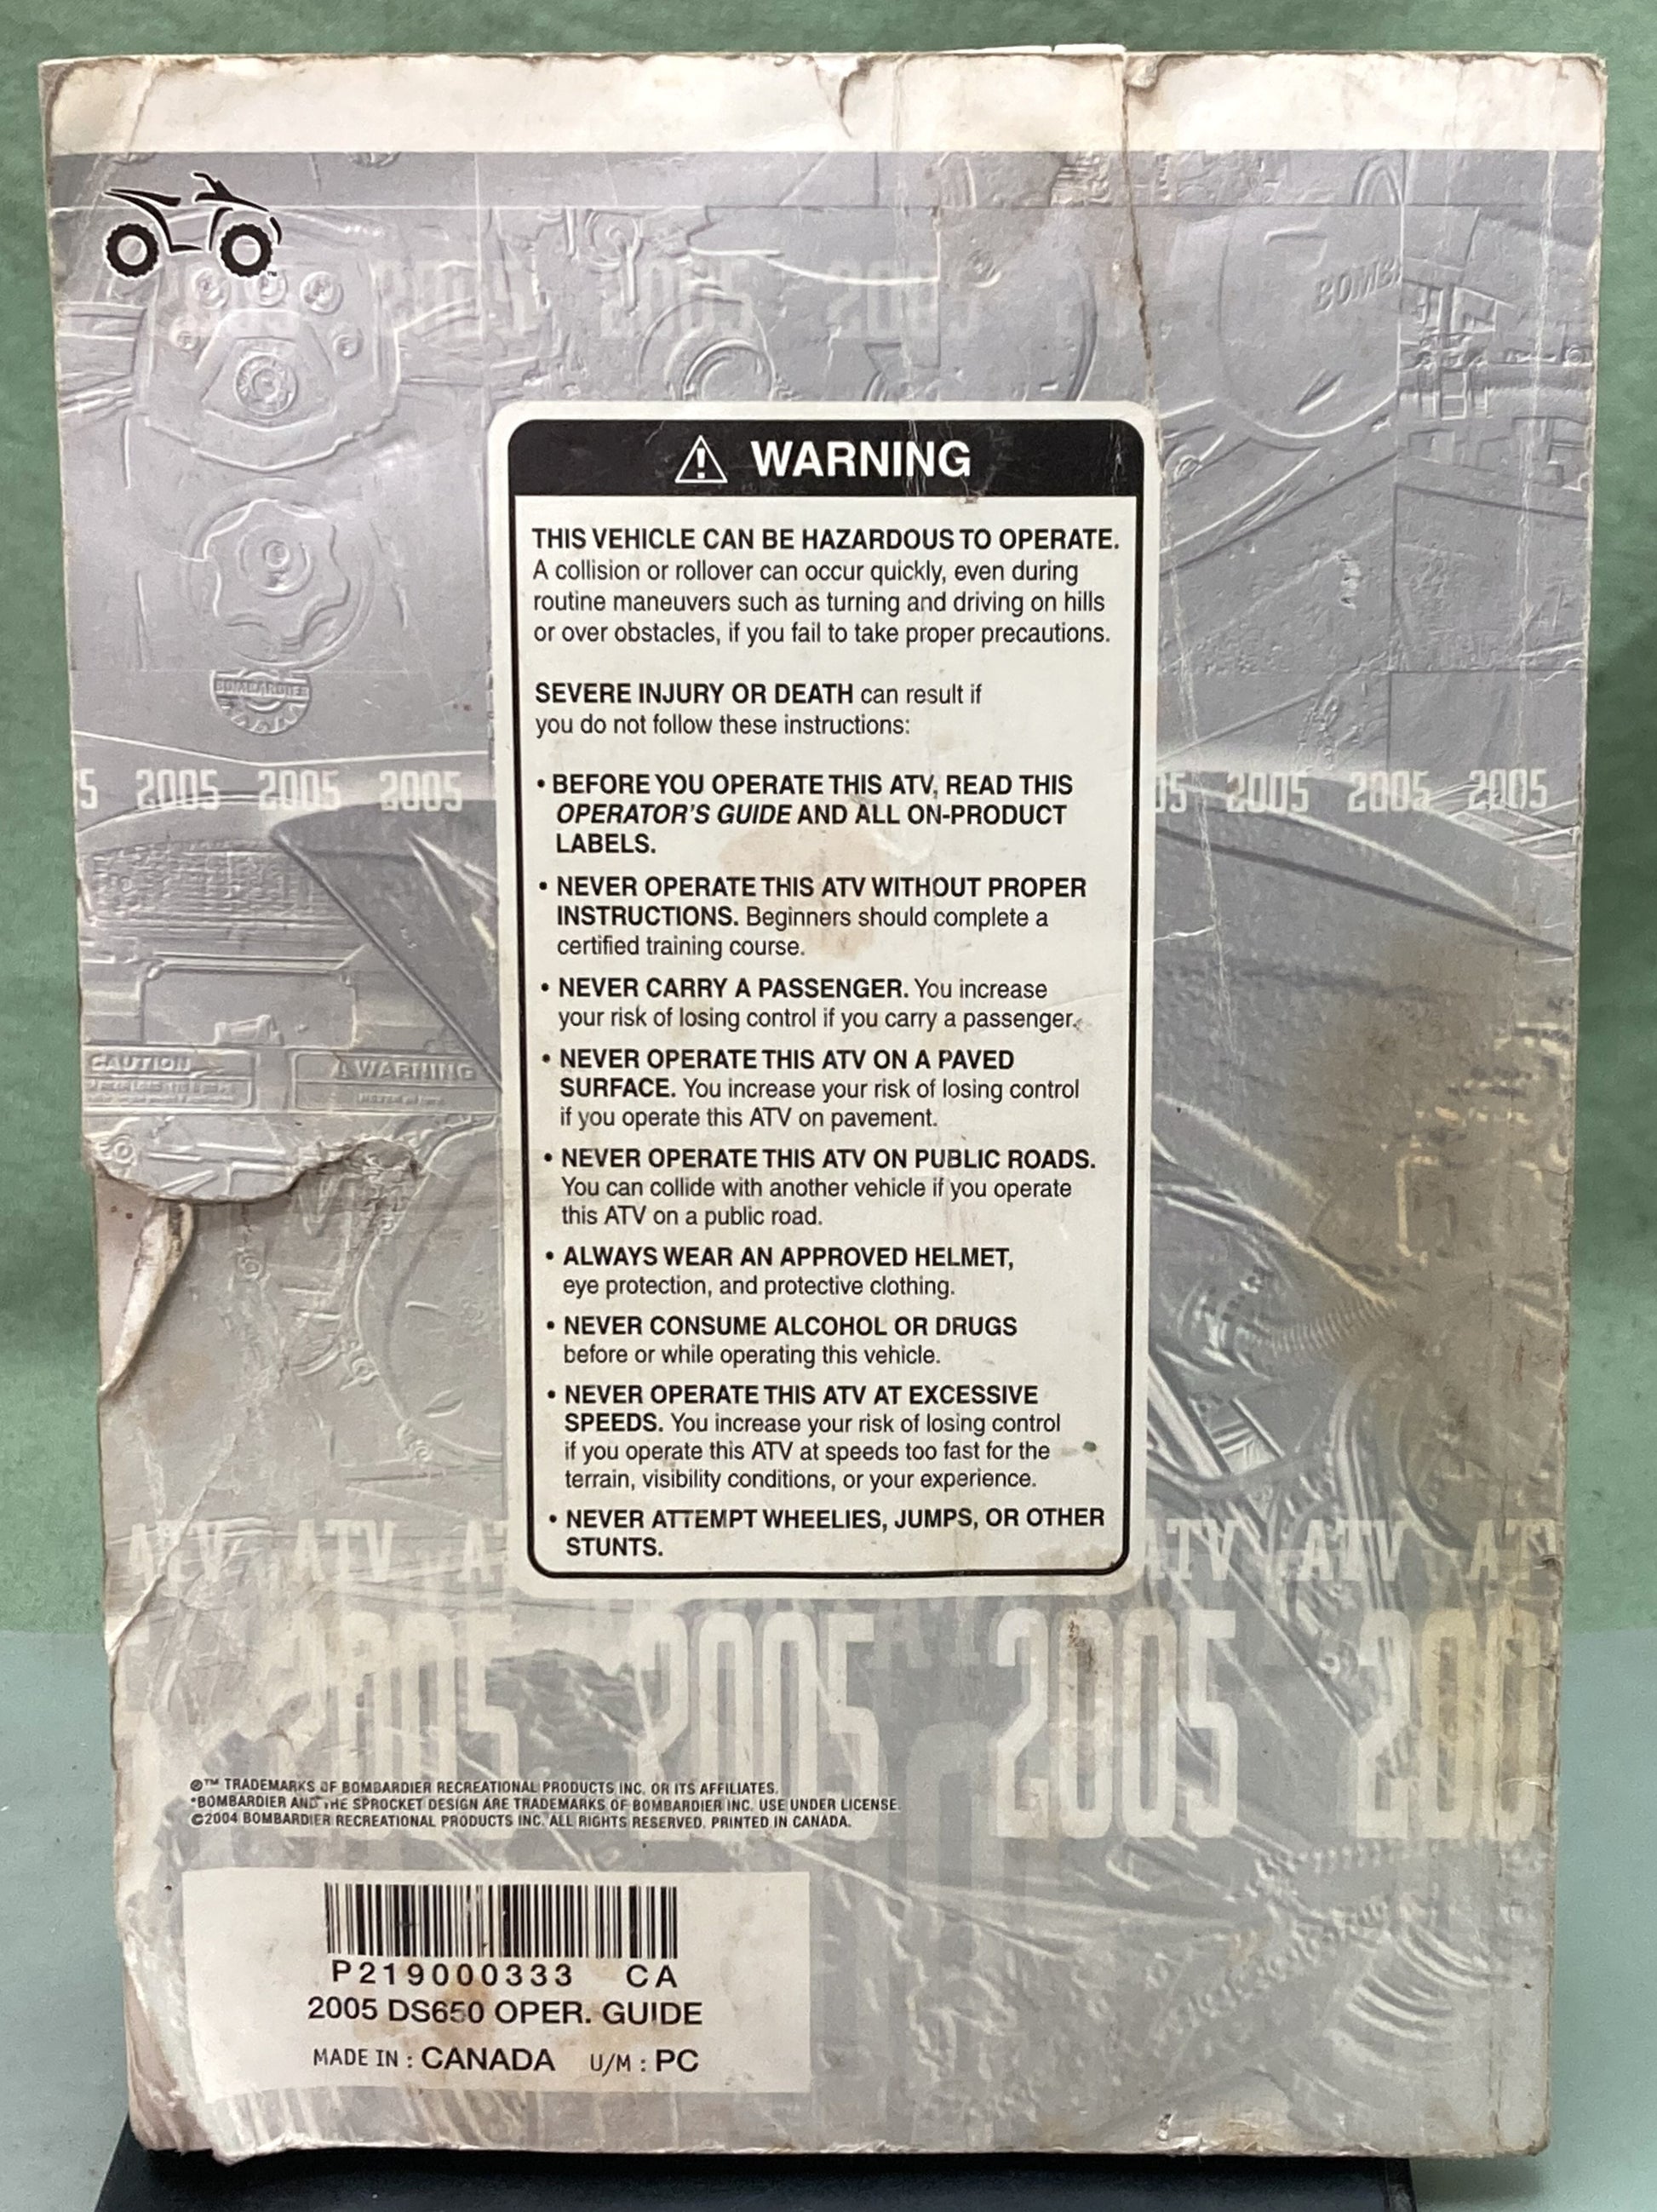 BOMBA
BOMBARDIER
⚠ WARNING
THIS VEHICLE CAN BE HAZARDOUS TO OPERATE.
A collision or rollover can occur quickly, even during
routine maneuvers such as turning and driving on hills
or over obstacles, if you fail to take proper precautions.
SEVERE INJURY OR DEATH can result if
you do not follow these instructions:
5 2005 2005 2005
05 2005 2005 2005
• BEFORE YOU OPERATE THIS ATV, READ THIS
OPERATOR'S GUIDE AND ALL ON-PRODUCT
LABELS.
• NEVER OPERATE THIS ATV WITHOUT PROPER
INSTRUCTIONS. Beginners should complete a
certified training course.
• NEVER CARRY A PASSENGER. You increase
your risk of losing control if you carry a passenger.
CAUTION
⚠ WARNING
• NEVER OPERATE THIS ATV ON A PAVED
SURFACE. You increase your risk of losing control
if you operate this ATV on pavement.
• NEVER OPERATE THIS ATV ON PUBLIC ROADS.
You can collide with another vehicle if you operate
this ATV on a public road.
• ALWAYS WEAR AN APPROVED HELMET,
eye protection, and protective clothing.
• NEVER CONSUME ALCOHOL OR DRUGS
before or while operating this vehicle.
• NEVER OPERATE THIS ATV AT EXCESSIVE
SPEEDS. You increase your risk of losing control
if you operate this ATV at speeds too fast for the
terrain, visibility conditions, or your experience.
• NEVER ATTEMPT WHEELIES, JUMPS, OR OTHER
STUNTS.
ATV ATV AT
ATV ATV AT
2005 2005 2005 200
®™ TRADEMARKS OF BOMBARDIER RECREATIONAL PRODUCTS INC. OR ITS AFFILIATES.
*BOMBARDIER AND THE SPROCKET DESIGN ARE TRADEMARKS OF BOMBARDIER INC. USE UNDER LICENSE.
©2004 BOMBARDIER RECREATIONAL PRODUCTS INC. ALL RIGHTS RESERVED. PRINTED IN CANADA.
P219000333 CA
2005 DS650 OPER. GUIDE
MADE IN : CANADA U/M : PC